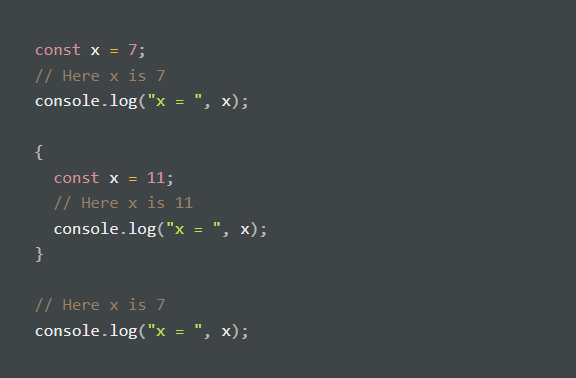 const x = 7;
// Here x is 7
console.log("x = ", x);
{
const x = 11;
// Here x is 11
console.log("x = ", x);
}
// Here x is 7
console.log("x = ", x);